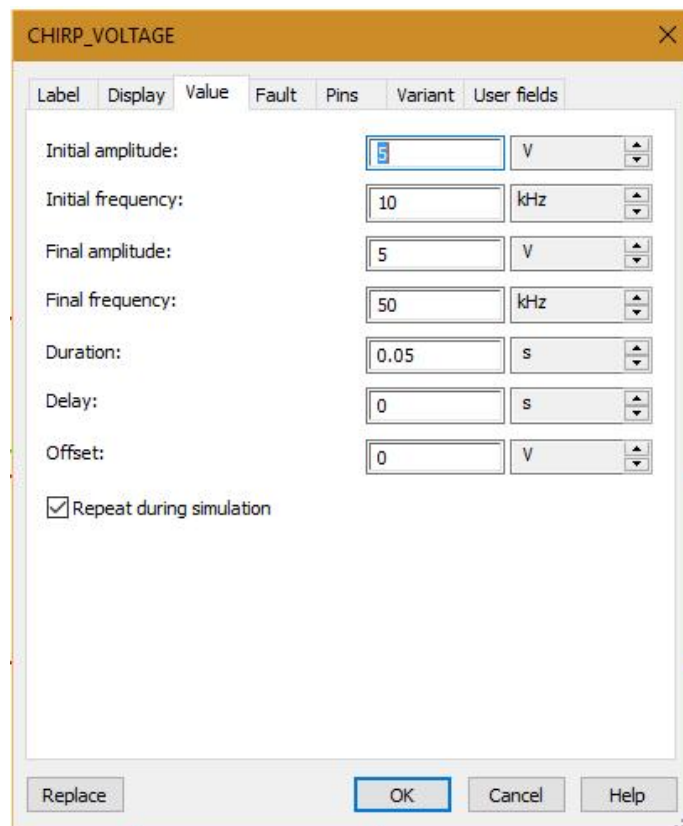 CHIRP_VOLTAGE
Label Display Value Fault Pins Variant User fields
Initial amplitude: 5 V
Initial frequency: 10 kHz
Final amplitude: 5 V
Final frequency: 50 kHz
Duration: 0.05 s
Delay: 0 s
Offset: 0 V
Repeat during simulation
Replace OK Cancel Help